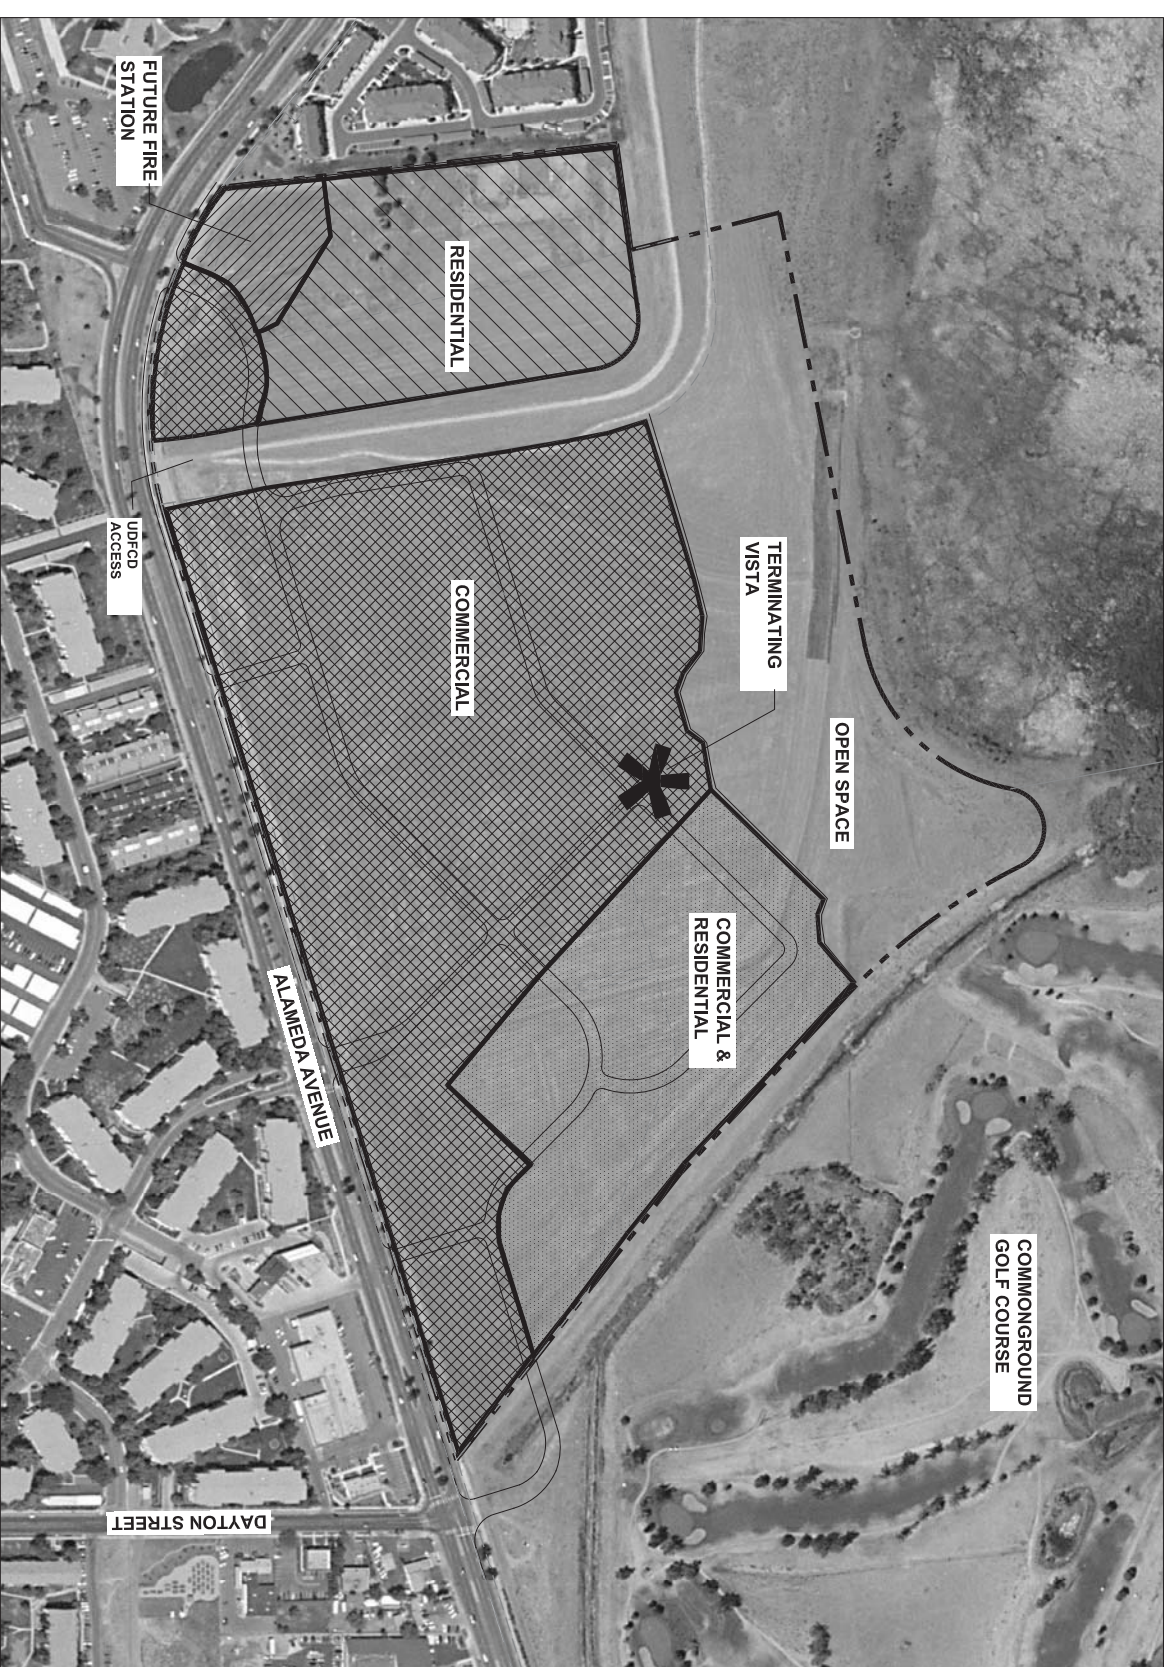 FUTURE FIRE
STATION
RESIDENTIAL
UDFCD
ACCESS
COMMERCIAL
TERMINATING
VISTA
OPEN SPACE
COMMERCIAL &
RESIDENTIAL
ALAMEDA AVENUE
COMMONGROUND
GOLF COURSE
DAYTON STREET